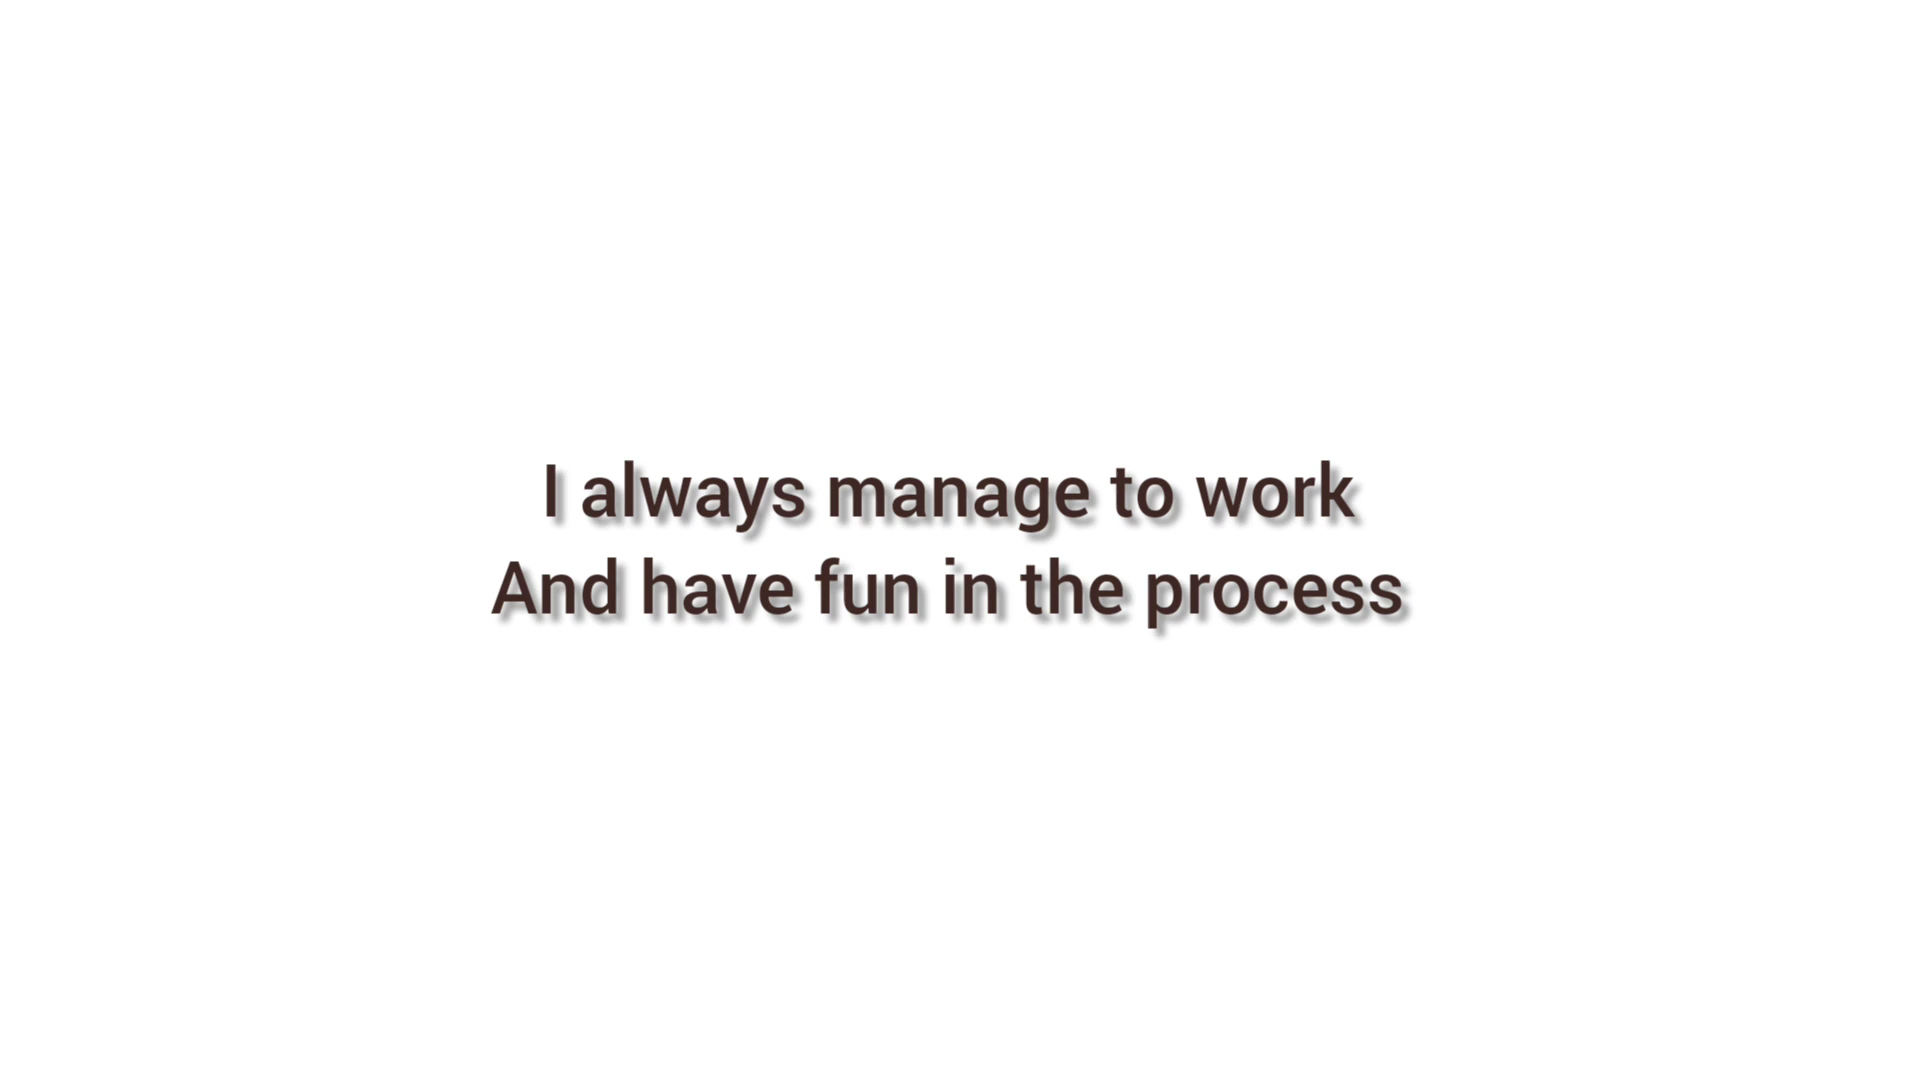 I always manage to work
And have fun in the process